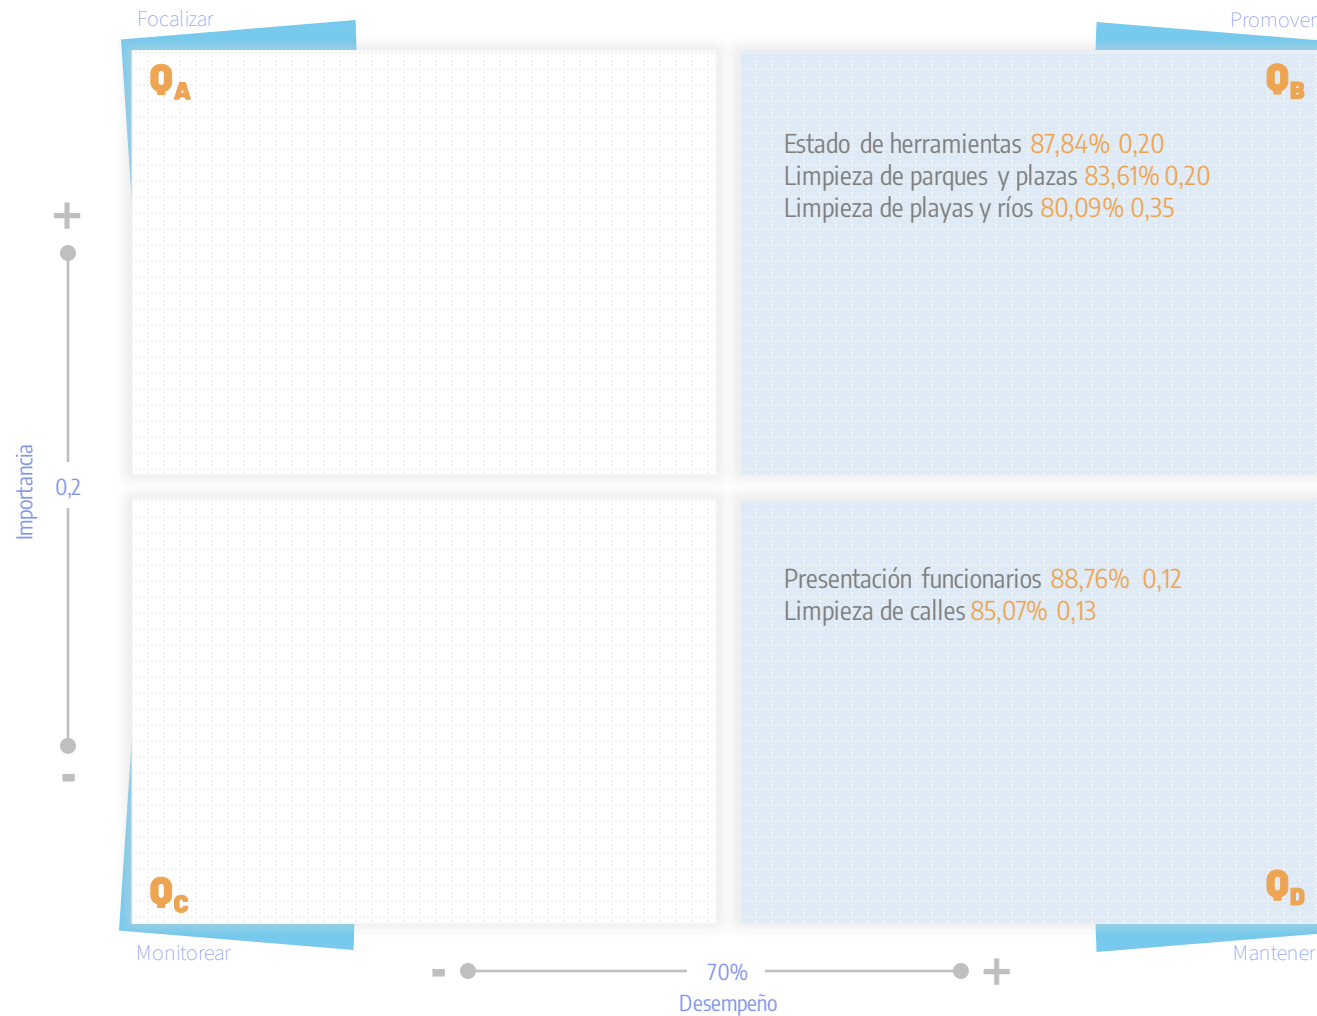 Focalizar
Promover
QA
QB
Estado de herramientas 87,84% 0,20
Limpieza de parques y plazas 83,61% 0,20
Limpieza de playas y ríos 80,09% 0,35
+
Importancia
0,2
Presentación funcionarios 88,76% 0,12
Limpieza de calles 85,07% 0,13
-
QC
QD
Monitorear
Mantener
- 70% +
Desempeño